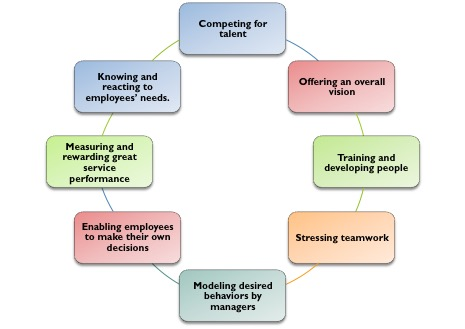 Competing for
talent
Offering an overall
vision
Training and
developing people
Stressing teamwork
Modeling desired
behaviors by
managers
Enabling employees
to make their own
decisions
Measuring and
rewarding great
service
performance
Knowing and
reacting to
employees’ needs.